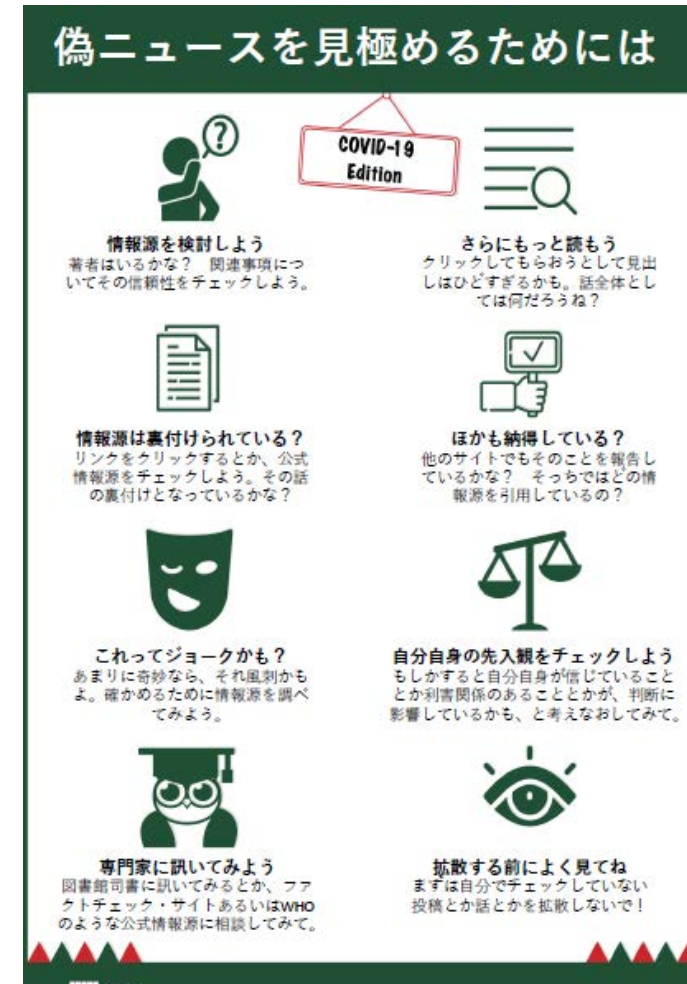 偽ニュースを見極めるためには
COVID-19
Edition
?
情報源を検討しよう
著者はいるかな？　関連事項につ
いてその信頼性をチェックしよう。
さらにもっと読もう
クリックしてもらおうとして見出
しはひどすぎるかも。話全体とし
ては何だろうね？
情報源は裏付けられている？
リンクをクリックするとか、公式
情報源をチェックしよう。その話
の裏付けとなっているかな？
ほかも納得している？
他のサイトでもそのことを報告し
ているかな？　そっちではどの情
報源を引用しているの？
これってジョークかも？
あまりに奇妙なら、それ風刺かも
よ。確かめるために情報源を調べ
てみよう。
自分自身の先入観をチェックしよう
もしかすると自分自身が信じていること
とか利害関係のあることとかが、判断に
影響しているかも、と考えなおしてみて。
専門家に訊いてみよう
図書館司書に訊いてみるとか、ファ
クトチェック・サイトあるいはWHO
のような公式情報源に相談してみて。
拡散する前によく見てね
まずは自分でチェックしていない
投稿とか話とかを拡散しないで！